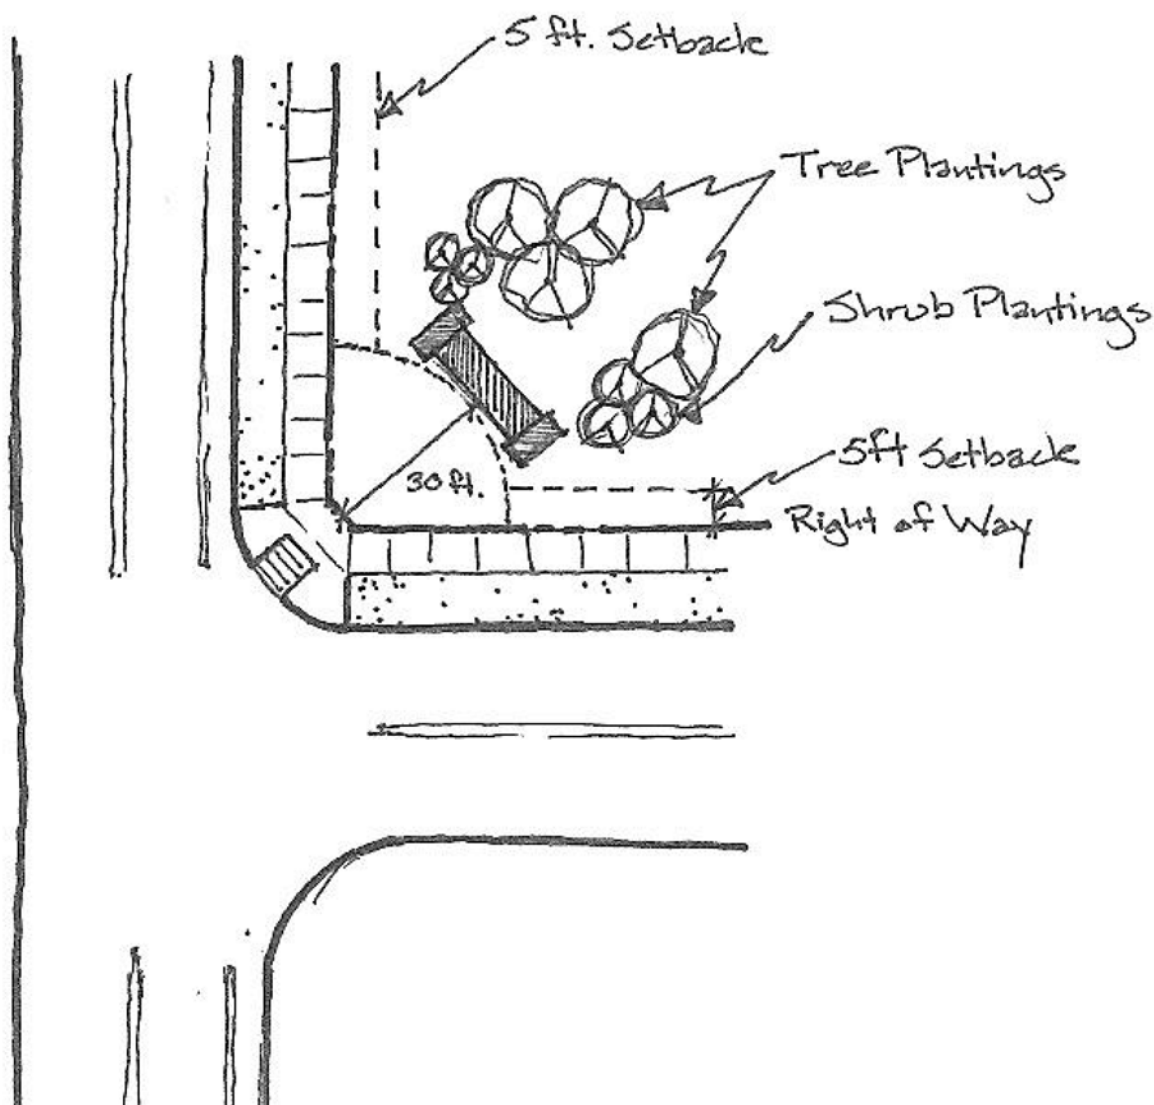 5 ft. Setback
Tree Plantings
Shrub Plantings
5ft Setback
30 ft.
Right of Way